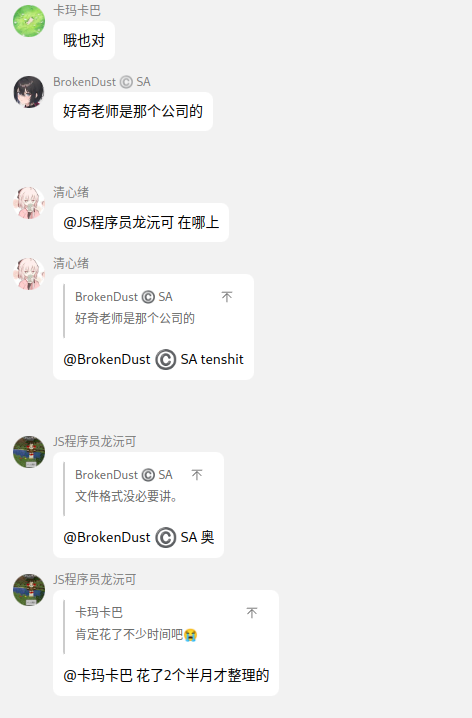 卡玛卡巴
哦也对
BrokenDust © SA
好奇老师是那个公司的
清心绪
@JS程序员龙沅可 在哪上
清心绪
BrokenDust © SA
好奇老师是那个公司的
@BrokenDust © SA tenshit
JS程序员龙沅可
BrokenDust © SA
文件格式没必要讲。
@BrokenDust © SA 奥
JS程序员龙沅可
卡玛卡巴
肯定花了不少时间吧😭
@卡玛卡巴 花了2个半月才整理的